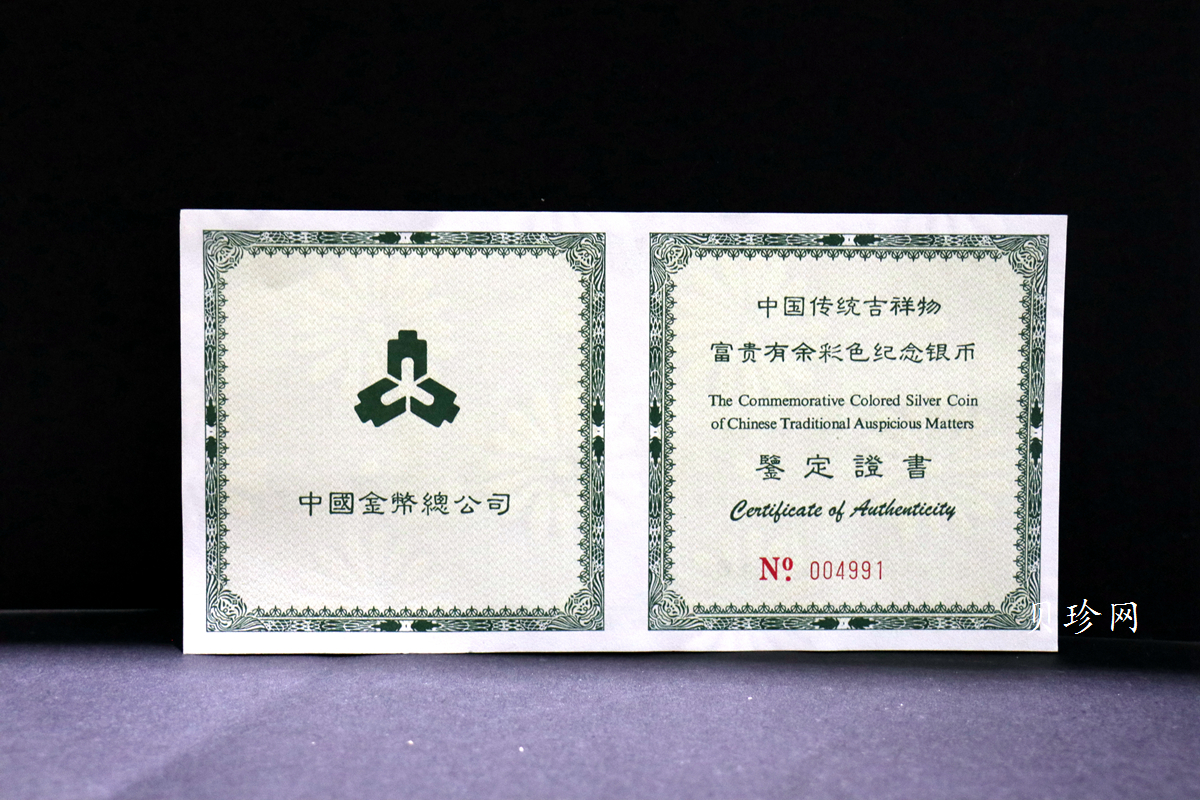 中國金幣總公司
中国传统吉祥物
富贵有余彩色纪念银币
The Commemorative Colored Silver Coin
of Chinese Traditional Auspicious Matters
鑒定證書
Certificate of Authenticity
Nº. 004991
贝珍网